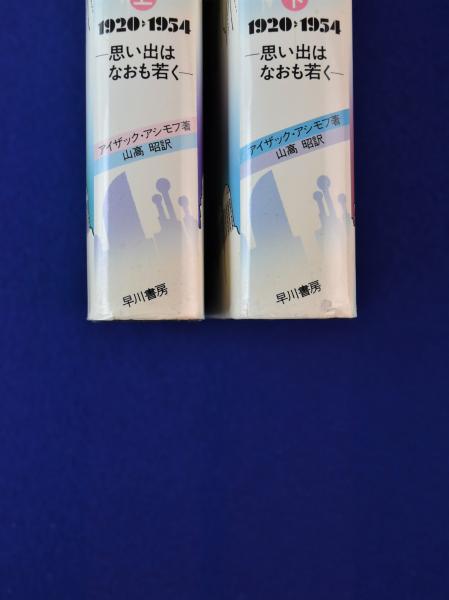 上
1920▸1954
—思い出は
なおも若く—
アイザック・アシモフ著
山高 昭訳
早川書房
下
1920▸1954
—思い出は
なおも若く—
アイザック・アシモフ著
山高 昭訳
早川書房